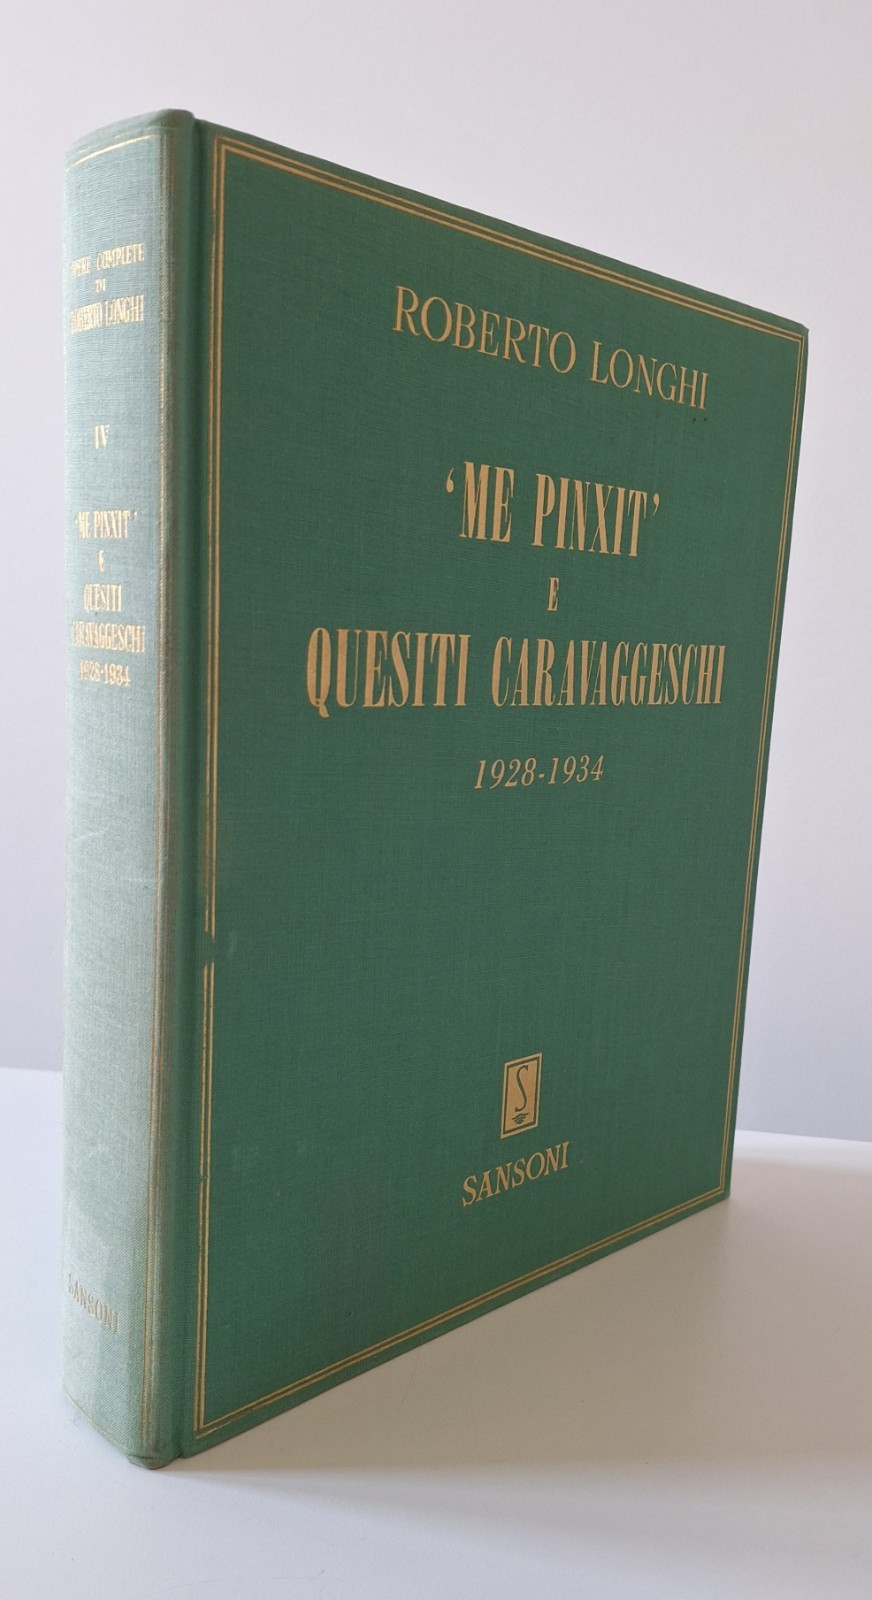 OPERE COMPLETE
DI
ROBERTO LONGHI
IV
'ME PINXIT'
E
QUESITI
CARAVAGGESCHI
1928-1934
SANSONI
ROBERTO LONGHI
'ME PINXIT'
E
QUESITI CARAVAGGESCHI
1928-1934
S
SANSONI